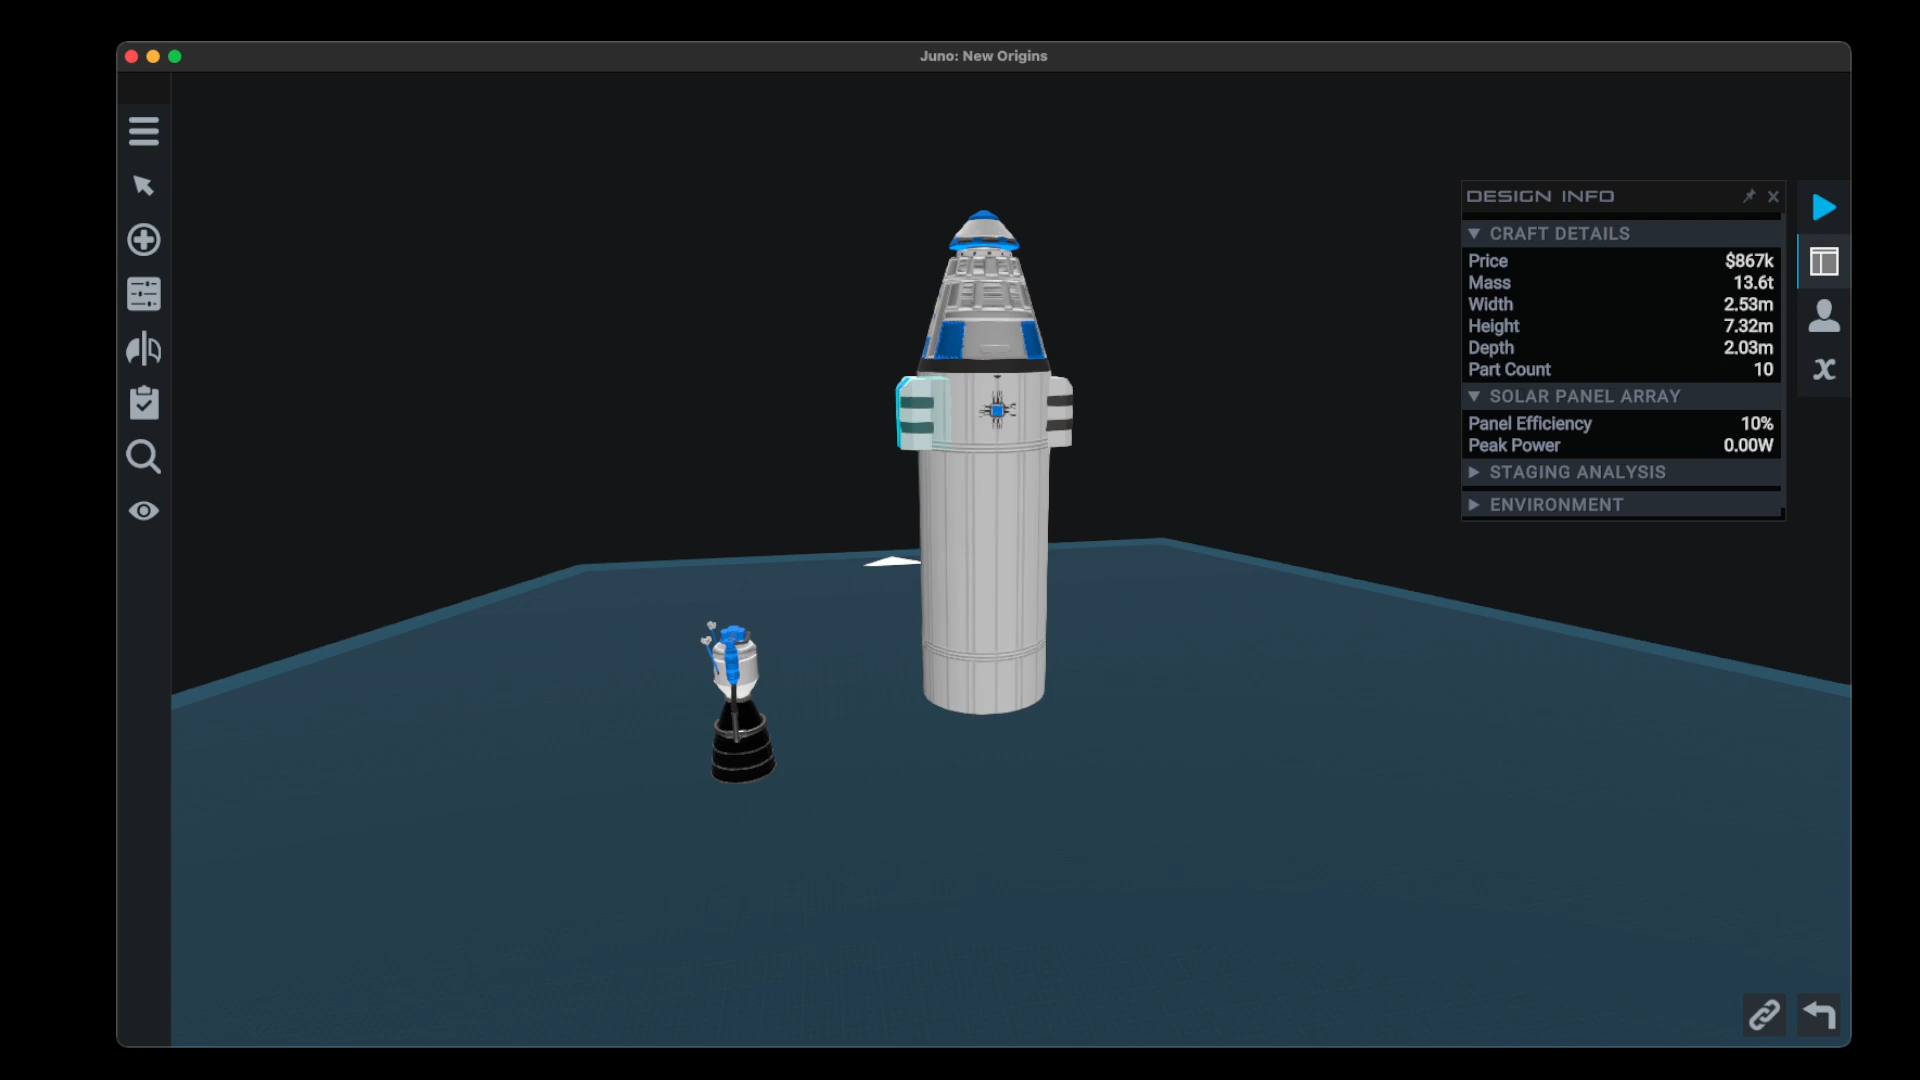 Juno: New Origins
DESIGN INFO
CRAFT DETAILS
Price $867k
Mass 13.6t
Width 2.53m
Height 7.32m
Depth 2.03m
Part Count 10
SOLAR PANEL ARRAY
Panel Efficiency 10%
Peak Power 0.00W
STAGING ANALYSIS
ENVIRONMENT